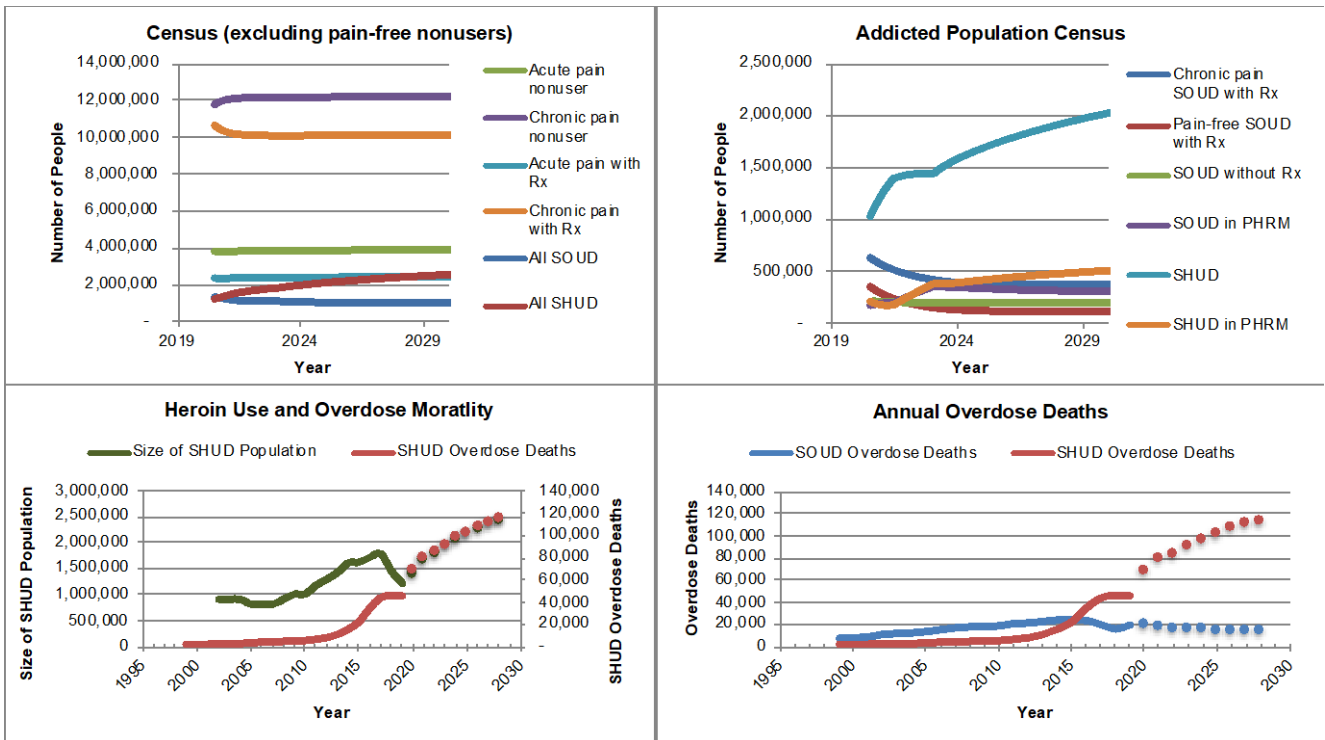 Census (excluding pain-free nonusers)
Number of People
14,000,000
12,000,000
10,000,000
8,000,000
6,000,000
4,000,000
2,000,000
-
2019
2024
2029
Year
Acute pain
nonuser
Chronic pain
nonuser
Acute pain with
Rx
Chronic pain
with Rx
All SOUD
All SHUD
Addicted Population Census
Number of People
2,500,000
2,000,000
1,500,000
1,000,000
500,000
-
2019
2024
2029
Year
Chronic pain
SOUD with Rx
Pain-free SOUD
with Rx
SOUD without Rx
SOUD in PHRM
SHUD
SHUD in PHRM
Heroin Use and Overdose Moratlity
Size of SHUD Population
SHUD Overdose Deaths
Size of SHUD Population
3,000,000
2,500,000
2,000,000
1,500,000
1,000,000
500,000
0
140,000
120,000
100,000
80,000
60,000
40,000
20,000
-
SHUD Overdose Deaths
1995
2000
2005
2010
2015
2020
2025
2030
Year
Annual Overdose Deaths
SOUD Overdose Deaths
SHUD Overdose Deaths
Overdose Deaths
140,000
120,000
100,000
80,000
60,000
40,000
20,000
0
1995
2000
2005
2010
2015
2020
2025
2030
Year